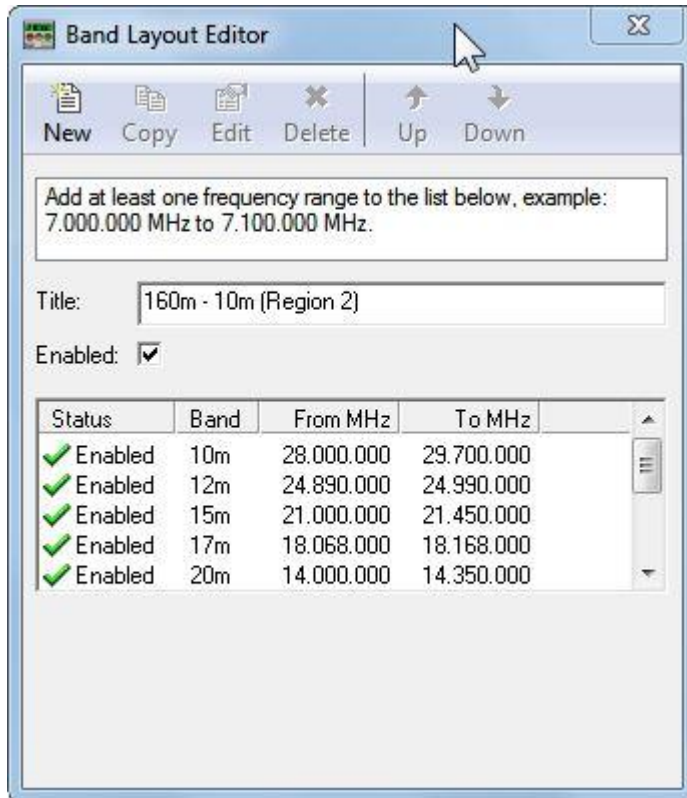 Band Layout Editor
New Copy Edit Delete Up Down
Add at least one frequency range to the list below, example:
7.000.000 MHz to 7.100.000 MHz.
Title: 160m - 10m (Region 2)
Enabled:
Status Band From MHz To MHz
Enabled 10m 28.000.000 29.700.000
Enabled 12m 24.890.000 24.990.000
Enabled 15m 21.000.000 21.450.000
Enabled 17m 18.068.000 18.168.000
Enabled 20m 14.000.000 14.350.000